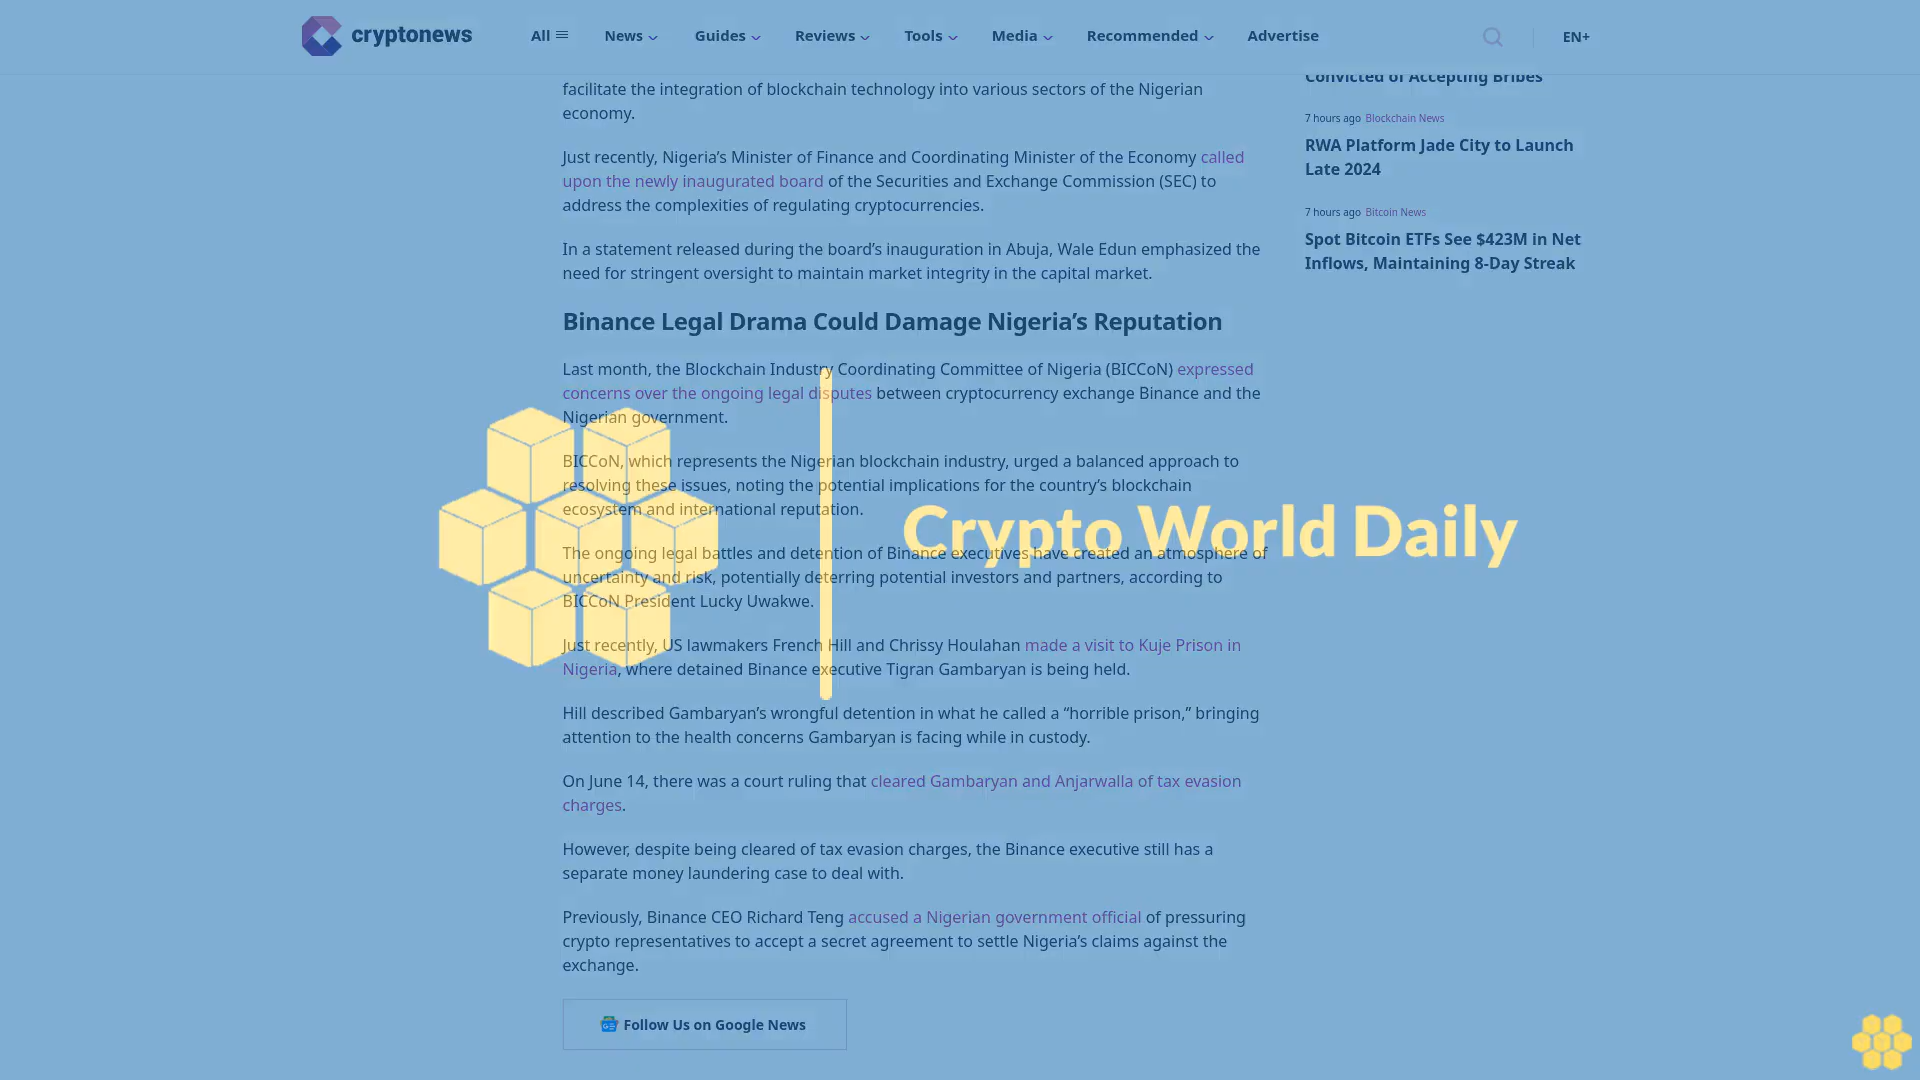 cryptonews
All
News
Guides
Reviews
Tools
Media
Recommended
Advertise
EN+
facilitate the integration of blockchain technology into various sectors of the Nigerian
economy.
Just recently, Nigeria’s Minister of Finance and Coordinating Minister of the Economy called
upon the newly inaugurated board of the Securities and Exchange Commission (SEC) to
address the complexities of regulating cryptocurrencies.
In a statement released during the board’s inauguration in Abuja, Wale Edun emphasized the
need for stringent oversight to maintain market integrity in the capital market.
Binance Legal Drama Could Damage Nigeria’s Reputation
Last month, the Blockchain Industry Coordinating Committee of Nigeria (BICCoN) expressed
concerns over the ongoing legal disputes between cryptocurrency exchange Binance and the
Nigerian government.
BICCoN, which represents the Nigerian blockchain industry, urged a balanced approach to
resolving these issues, noting the potential implications for the country’s blockchain
ecosystem and international reputation.
The ongoing legal battles and detention of Binance executives have created an atmosphere of
uncertainty and risk, potentially deterring potential investors and partners, according to
BICCoN President Lucky Uwakwe.
Just recently, US lawmakers French Hill and Chrissy Houlahan made a visit to Kuje Prison in
Nigeria, where detained Binance executive Tigran Gambaryan is being held.
Hill described Gambaryan’s wrongful detention in what he called a “horrible prison,” bringing
attention to the health concerns Gambaryan is facing while in custody.
On June 14, there was a court ruling that cleared Gambaryan and Anjarwalla of tax evasion
charges.
However, despite being cleared of tax evasion charges, the Binance executive still has a
separate money laundering case to deal with.
Previously, Binance CEO Richard Teng accused a Nigerian government official of pressuring
crypto representatives to accept a secret agreement to settle Nigeria’s claims against the
exchange.
Follow Us on Google News
Convicted of Accepting Bribes
7 hours ago Blockchain News
RWA Platform Jade City to Launch
Late 2024
7 hours ago Bitcoin News
Spot Bitcoin ETFs See $423M in Net
Inflows, Maintaining 8-Day Streak
Crypto World Daily